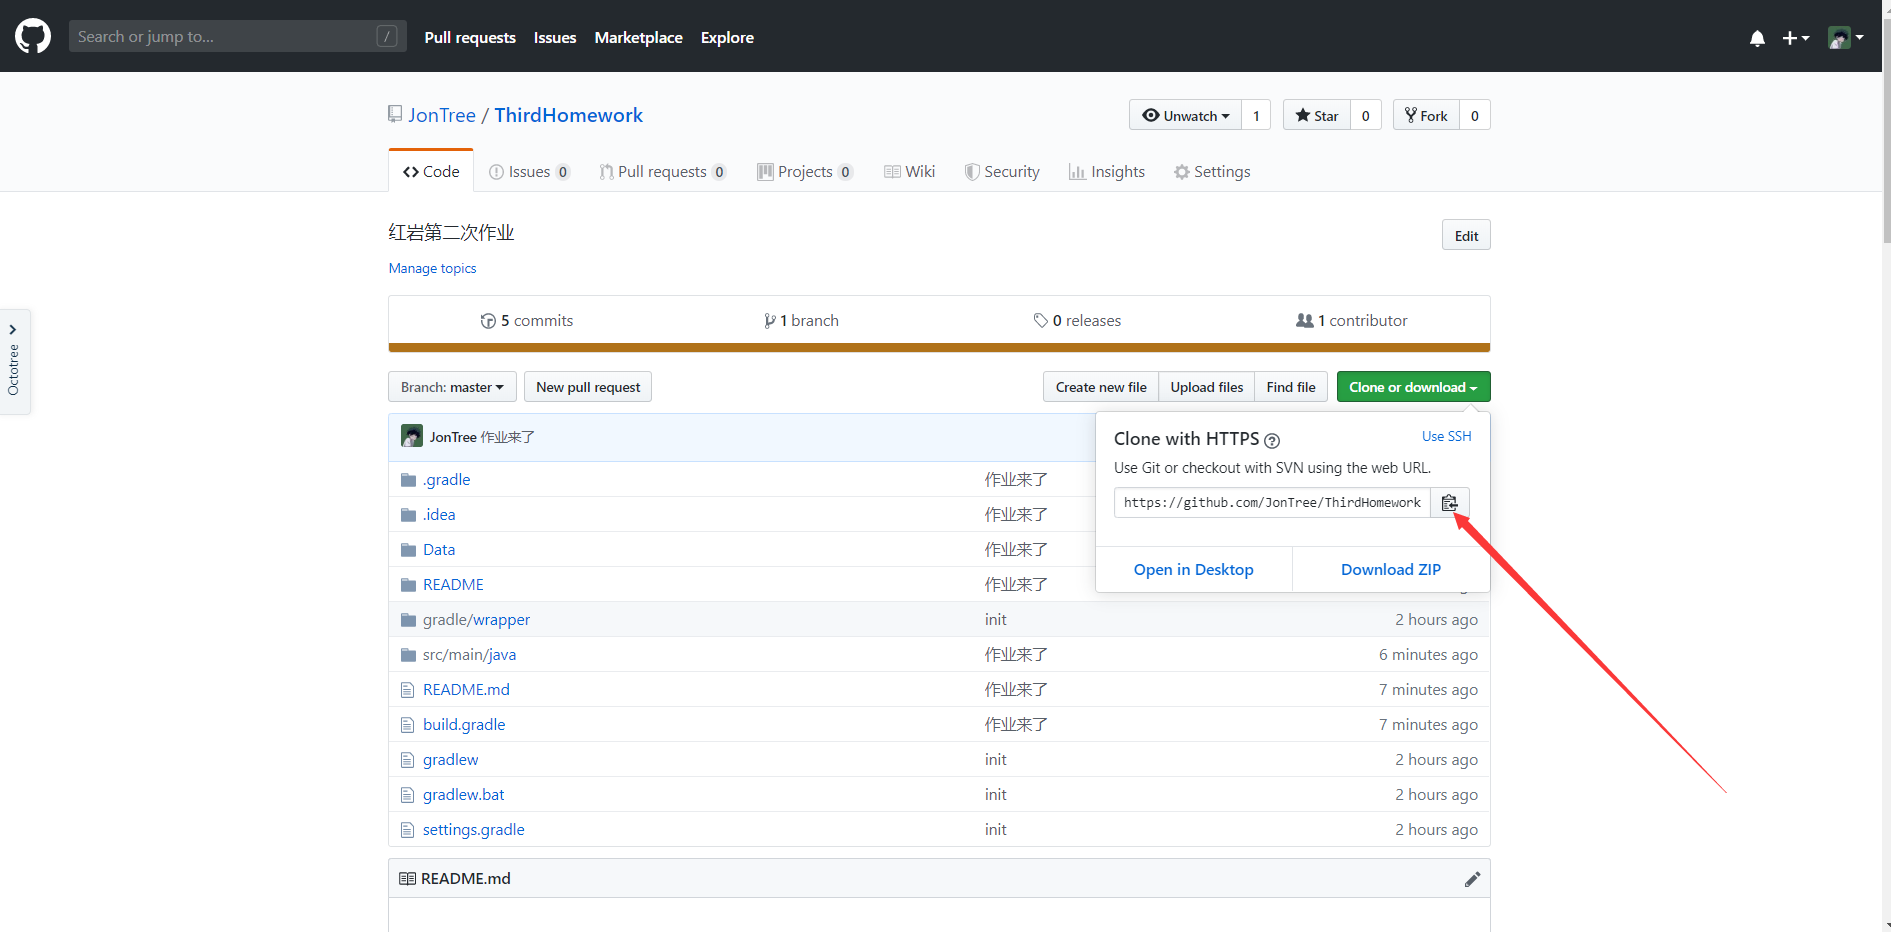 Search or jump to... / Pull requests Issues Marketplace Explore
JonTree / ThirdHomework Unwatch 1 Star 0 Fork 0
Code Issues 0 Pull requests 0 Projects 0 Wiki Security Insights Settings
红岩第二次作业 Edit
Manage topics
5 commits 1 branch 0 releases 1 contributor
Octotree
Branch: master New pull request Create new file Upload files Find file Clone or download
JonTree 作业来了
Clone with HTTPS Use SSH
Use Git or checkout with SVN using the web URL.
https://github.com/JonTree/ThirdHomework
Open in Desktop Download ZIP
.gradle 作业来了
.idea 作业来了
Data 作业来了
README 作业来了
gradle/wrapper init 2 hours ago
src/main/java 作业来了 6 minutes ago
README.md 作业来了 7 minutes ago
build.gradle 作业来了 7 minutes ago
gradlew init 2 hours ago
gradlew.bat init 2 hours ago
settings.gradle init 2 hours ago
README.md